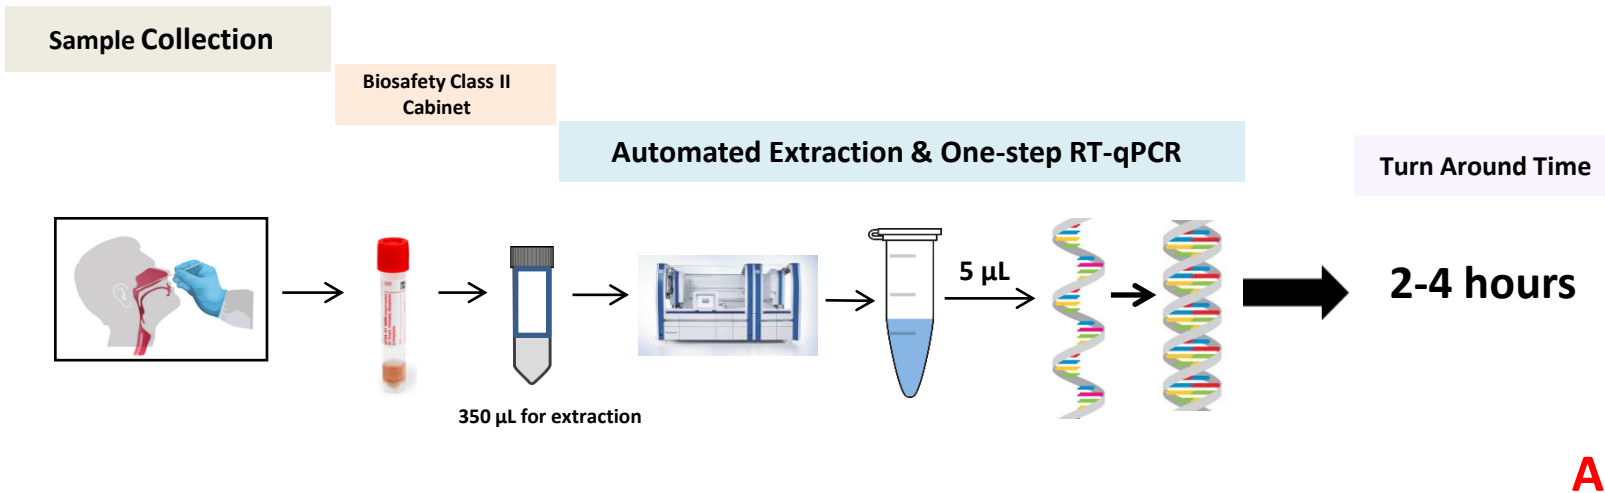 Sample Collection
Biosafety Class II
Cabinet
Automated Extraction & One-step RT-qPCR
Turn Around Time
5 µL
2-4 hours
350 µL for extraction
A